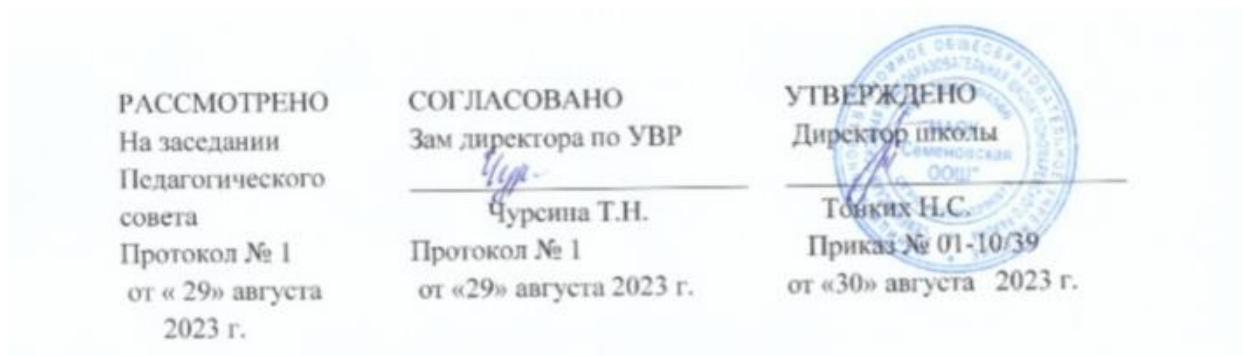 РАССМОТРЕНО
На заседании
Педагогического
совета
Протокол № 1
от « 29» августа
2023 г.
СОГЛАСОВАНО
Зам директора по УВР
Чурсина Т.Н.
Протокол № 1
от «29» августа 2023 г.
УТВЕРЖДЕНО
Директор школы
Тонких Н.С.
Приказ № 01-10/39
от «30» августа 2023 г.
Семеновская
ООШ"